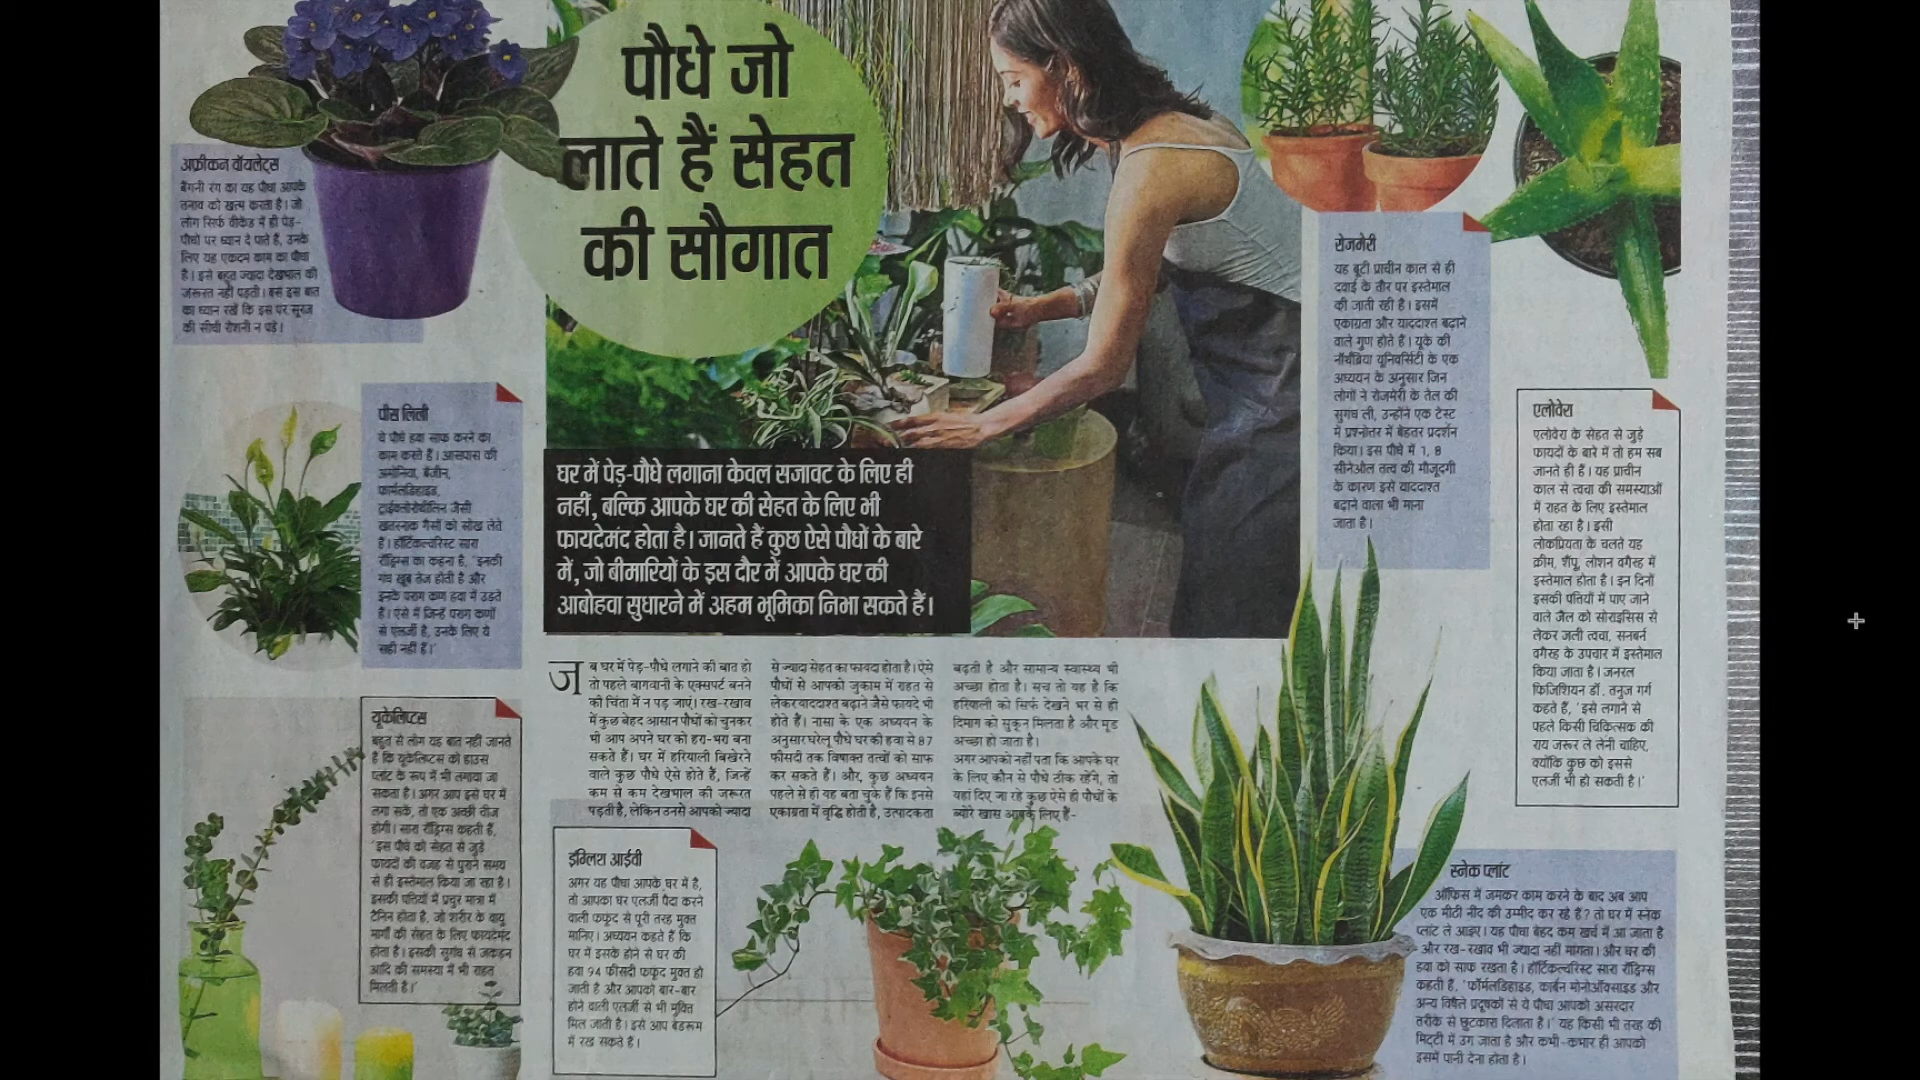 पौधे जो
लाते हैं सेहत
की सौगात
घर में पेड़-पौधे लगाना केवल सजावट के लिए ही
नहीं, बल्कि आपके घर की सेहत के लिए भी
फायदेमंद होता है। जानते हैं कुछ ऐसे पौधों के बारे
में, जो बीमारियों के इस दौर में आपके घर की
आबोहवा सुधारने में अहम भूमिका निभा सकते हैं।
जब घर में पेड़-पौधे लगाने की बात हो
तो पहले बागवानी के एक्सपर्ट बनने
की चिंता में न पड़ जाएं। रख-रखाव
में कुछ बेहद आसान पौधों को चुनकर
भी आप अपने घर को हरा-भरा बना
सकते हैं। घर में हरियाली बिखेरने
वाले कुछ पौधे ऐसे होते हैं, जिन्हें
कम से कम देखभाल की जरूरत
पड़ती है, लेकिन उनसे आपको ज्यादा
से ज्यादा सेहत का फायदा होता है। ऐसे
पौधों से आपको जुकाम में राहत से
लेकर याददाश्त बढ़ाने जैसे फायदे भी
होते हैं। नासा के एक अध्ययन के
अनुसार घरेलू पौधे घर की हवा से 87
फीसदी तक विषाक्त तत्वों को साफ
कर सकते हैं। और, कुछ अध्ययन
पहले से ही यह बता चुके हैं कि इनसे
एकाग्रता में वृद्धि होती है, उत्पादकता
बढ़ती है और सामान्य स्वास्थ्य भी
अच्छा होता है। सच तो यह है कि
हरियाली को सिर्फ देखने भर से ही
दिमाग को सुकून मिलता है और मूड
अच्छा हो जाता है।
अगर आपको नहीं पता कि आपके घर
के लिए कौन से पौधे ठीक रहेंगे, तो
यहां दिए जा रहे कुछ ऐसे ही पौधों के
ब्योरे खास आपके लिए हैं-
अफ्रीकन वॉयलेट्स
बैंगनी रंग का यह पौधा आपके
तनाव को खत्म करता है। जो
लोग सिर्फ वीकेंड में ही पेड़-
पौधों पर ध्यान दे पाते हैं, उनके
लिए यह एकदम काम का पौधा
है। इसे बहुत ज्यादा देखभाल की
जरूरत नहीं पड़ती। बस इस बात
का ध्यान रखें कि इस पर सूरज
की सीधी रोशनी न पड़े।
पीस लिली
ये पौधे हवा साफ करने का
काम करते हैं। आसपास की
अमोनिया, बेंजीन,
फार्मलडिहाइड,
ट्राईक्लोरोथीलिन जैसी
खतरनाक गैसों को सोख लेते
हैं। हॉर्टिकल्चरिस्ट सारा
रॉड्रिग्स का कहना है, 'इनकी
गंध खूब तेज होती है और
इनके पराग कण हवा में उड़ते
हैं। ऐसे में जिन्हें पराग कणों
से एलर्जी है, उनके लिए ये
सही नहीं हैं।'
यूकेलिप्टस
बहुत से लोग यह बात नहीं जानते
हैं कि यूकेलिप्टस को हाउस
प्लांट के रूप में भी लगाया जा
सकता है। अगर आप इसे घर में
लगा सकें, तो एक अच्छी चीज
होगी। सारा रॉड्रिग्स कहती हैं,
'इस पौधे को सेहत से जुड़े
फायदों की वजह से पुराने समय
से ही इस्तेमाल किया जा रहा है।
इसकी पत्तियों में प्रचुर मात्रा में
टैनिन होता है, जो शरीर के वायु
मार्गों की सेहत के लिए फायदेमंद
होता है। इसकी सुगंध से जकड़न
आदि की समस्या में भी राहत
मिलती है।'
इंग्लिश आईवी
अगर यह पौधा आपके घर में है,
तो आपका घर एलर्जी पैदा करने
वाली फफूंद से पूरी तरह मुक्त
मानिए। अध्ययन कहते हैं कि
घर में इसके होने से घर की
हवा 94 फीसदी फफूंद मुक्त हो
जाती है और आपको बार-बार
होने वाली एलर्जी से भी मुक्ति
मिल जाती है। इसे आप बेडरूम
में रख सकते हैं।
रोजमेरी
यह बूटी प्राचीन काल से ही
दवाई के तौर पर इस्तेमाल
की जाती रही है। इसमें
एकाग्रता और याददाश्त बढ़ाने
वाले गुण होते हैं। यूके की
नॉर्थंब्रिया यूनिवर्सिटी के एक
अध्ययन के अनुसार जिन
लोगों ने रोजमेरी के तेल की
सुगंध ली, उन्होंने एक टेस्ट
में प्रश्नोत्तर में बेहतर प्रदर्शन
किया। इस पौधे में 1, 8
सीनेओल तत्व की मौजूदगी
के कारण इसे याददाश्त
बढ़ाने वाला भी माना
जाता है।
एलोवेरा
एलोवेरा के सेहत से जुड़े
फायदों के बारे में तो हम सब
जानते ही हैं। यह प्राचीन
काल से त्वचा की समस्याओं
में राहत के लिए इस्तेमाल
होता रहा है। इसी
लोकप्रियता के चलते यह
क्रीम, शैंपू, लोशन वगैरह में
इस्तेमाल होता है। इन दिनों
इसकी पत्तियों में पाए जाने
वाले जैल को सोराइसिस से
लेकर जली त्वचा, सनबर्न
वगैरह के उपचार में इस्तेमाल
किया जाता है। जनरल
फिजिशियन डॉ. तनुज गर्ग
कहते हैं, 'इसे लगाने से
पहले किसी चिकित्सक की
राय जरूर ले लेनी चाहिए,
क्योंकि कुछ को इससे
एलर्जी भी हो सकती है।'
स्नेक प्लांट
ऑफिस में जमकर काम करने के बाद अब आप
एक मीठी नींद की उम्मीद कर रहे हैं? तो घर में स्नेक
प्लांट ले आइए। यह पौधा बेहद कम खर्च में आ जाता है
और रख-रखाव भी ज्यादा नहीं मांगता। और घर की
हवा को साफ रखता है। हॉर्टिकल्चरिस्ट सारा रॉड्रिग्स
कहती हैं, 'फॉर्मलडिहाइड, कार्बन मोनोऑक्साइड और
अन्य विषैले प्रदूषकों से ये पौधा आपको असरदार
तरीके से छुटकारा दिलाता है।' यह किसी भी तरह की
मिट्टी में उग जाता है और कभी-कभार ही आपको
इसमें पानी देना होता है।